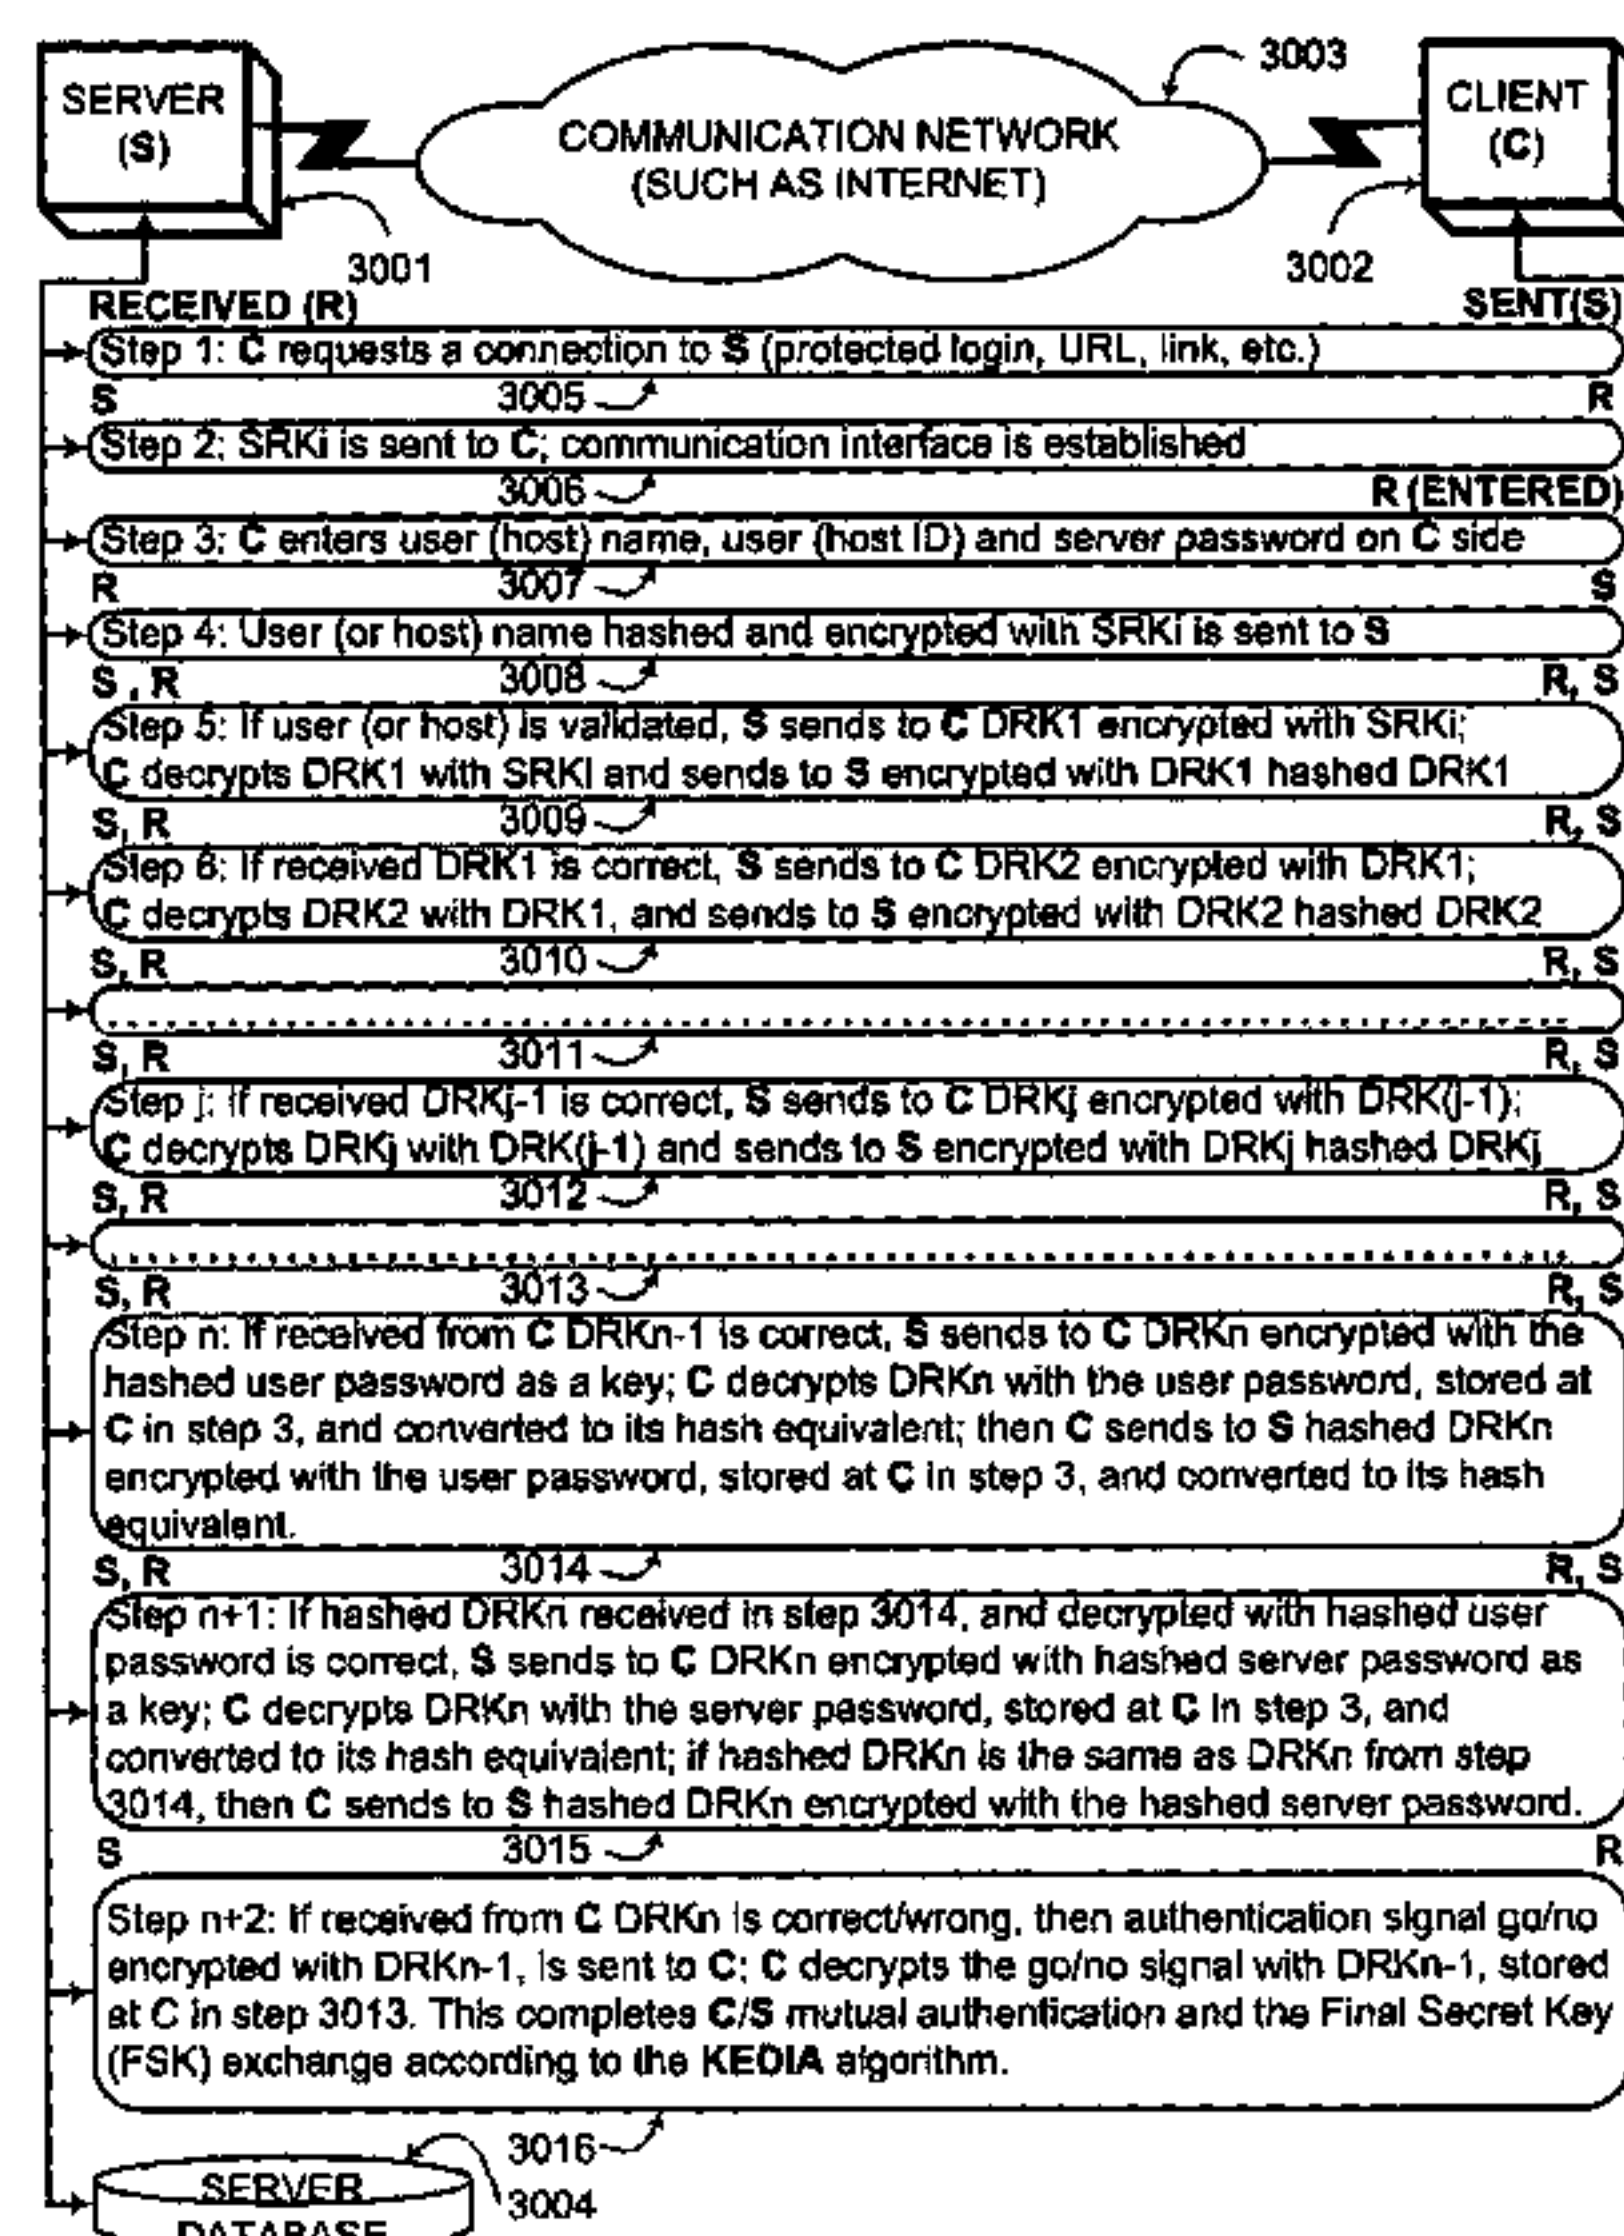 3003
SERVER
(S)
COMMUNICATION NETWORK
(SUCH AS INTERNET)
CLIENT
(C)
3001
3002
RECEIVED (R)
SENT(S)
Step 1: C requests a connection to S (protected login, URL, link, etc.)
S
3005
R
Step 2: SRKi is sent to C; communication interface is established
3006
R (ENTERED)
Step 3: C enters user (host) name, user (host ID) and server password on C side
R
3007
S
Step 4: User (or host) name hashed and encrypted with SRKi is sent to S
S , R
3008
R, S
Step 5: If user (or host) is validated, S sends to C DRK1 encrypted with SRKi;
C decrypts DRK1 with SRKi and sends to S encrypted with DRK1 hashed DRK1
S, R
3009
R, S
Step 6: If received DRK1 is correct, S sends to C DRK2 encrypted with DRK1;
C decrypts DRK2 with DRK1, and sends to S encrypted with DRK2 hashed DRK2
S, R
3010
R, S
S, R
3011
R, S
Step j: If received DRKj-1 is correct, S sends to C DRKj encrypted with DRK(j-1);
C decrypts DRKj with DRK(j-1) and sends to S encrypted with DRKj hashed DRKj
S, R
3012
R, S
S, R
3013
R, S
Step n: If received from C DRKn-1 is correct, S sends to C DRKn encrypted with the
hashed user password as a key; C decrypts DRKn with the user password, stored at
C in step 3, and converted to its hash equivalent; then C sends to S hashed DRKn
encrypted with the user password, stored at C in step 3, and converted to its hash
equivalent.
S, R
3014
R, S
Step n+1: If hashed DRKn received in step 3014, and decrypted with hashed user
password is correct, S sends to C DRKn encrypted with hashed server password as
a key; C decrypts DRKn with the server password, stored at C in step 3, and
converted to its hash equivalent; if hashed DRKn is the same as DRKn from step
3014, then C sends to S hashed DRKn encrypted with the hashed server password.
S
3015
R
Step n+2: If received from C DRKn is correct/wrong, then authentication signal go/no
encrypted with DRKn-1, is sent to C; C decrypts the go/no signal with DRKn-1, stored
at C in step 3013. This completes C/S mutual authentication and the Final Secret Key
(FSK) exchange according to the KEDIA algorithm.
3016
SERVER
3004
DATABASE